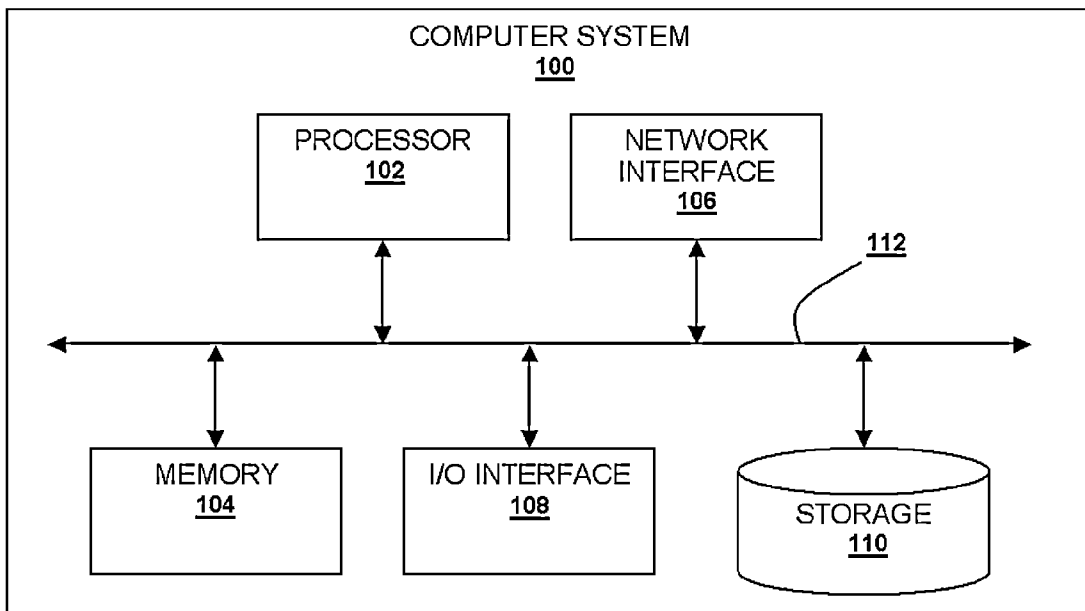 COMPUTER SYSTEM
100
PROCESSOR
102
NETWORK
INTERFACE
106
112
MEMORY
104
I/O INTERFACE
108
STORAGE
110